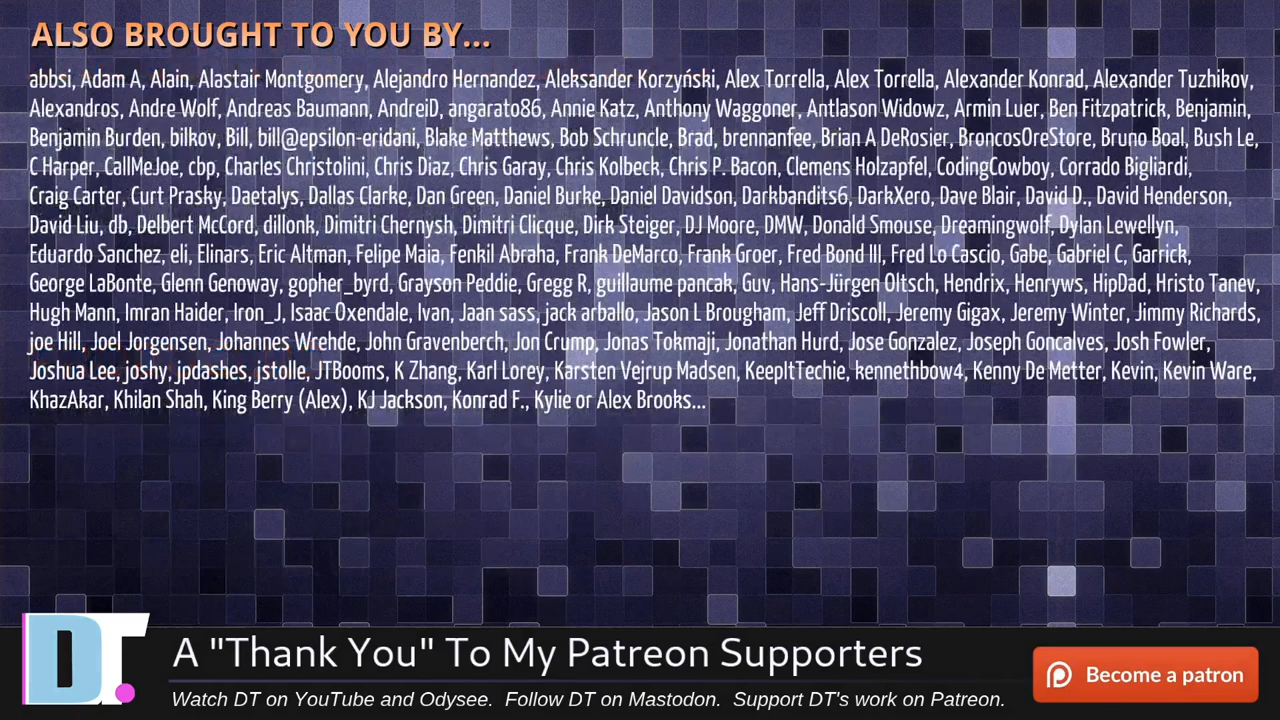 ALSO BROUGHT TO YOU BY...
abbsi, Adam A, Alain, Alastair Montgomery, Alejandro Hernandez, Aleksander Korzyński, Alex Torrella, Alex Torrella, Alexander Konrad, Alexander Tuzhikov,
Alexandros, Andre Wolf, Andreas Baumann, AndreiD, angarato86, Annie Katz, Anthony Waggoner, Antlason Widowz, Armin Luer, Ben Fitzpatrick, Benjamin,
Benjamin Burden, bilkov, Bill, bill@epsilon-eridani, Blake Matthews, Bob Schruncle, Brad, brennanfee, Brian A DeRosier, BroncosOreStore, Bruno Boal, Bush Le,
C Harper, CallMeJoe, cbp, Charles Christolini, Chris Diaz, Chris Garay, Chris Kolbeck, Chris P. Bacon, Clemens Holzapfel, CodingCowboy, Corrado Bigliardi,
Craig Carter, Curt Prasky, Daetalys, Dallas Clarke, Dan Green, Daniel Burke, Daniel Davidson, Darkbandits6, DarkXero, Dave Blair, David D., David Henderson,
David Liu, db, Delbert McCord, dillonk, Dimitri Chernysh, Dimitri Clicque, Dirk Steiger, DJ Moore, DMW, Donald Smouse, Dreamingwolf, Dylan Lewellyn,
Eduardo Sanchez, eli, Elinars, Eric Altman, Felipe Maia, Fenkil Abraha, Frank DeMarco, Frank Groer, Fred Bond III, Fred Lo Cascio, Gabe, Gabriel C, Garrick,
George LaBonte, Glenn Genoway, gopher_byrd, Grayson Peddie, Gregg R, guillaume pancak, Guv, Hans-Jürgen Oltsch, Hendrix, Henryws, HipDad, Hristo Tanev,
Hugh Mann, Imran Haider, Iron_J, Isaac Oxendale, Ivan, Jaan sass, jack arballo, Jason L Brougham, Jeff Driscoll, Jeremy Gigax, Jeremy Winter, Jimmy Richards,
joe Hill, Joel Jorgensen, Johannes Wrehde, John Gravenberch, Jon Crump, Jonas Tokmaji, Jonathan Hurd, Jose Gonzalez, Joseph Goncalves, Josh Fowler,
Joshua Lee, joshy, jpdashes, jstolle, JTBooms, K Zhang, Karl Lorey, Karsten Vejrup Madsen, KeepItTechie, kennethbow4, Kenny De Metter, Kevin, Kevin Ware,
KhazAkar, Khilan Shah, King Berry (Alex), KJ Jackson, Konrad F., Kylie or Alex Brooks...
DT
A "Thank You" To My Patreon Supporters
Watch DT on YouTube and Odysee. Follow DT on Mastodon. Support DT's work on Patreon.
Become a patron